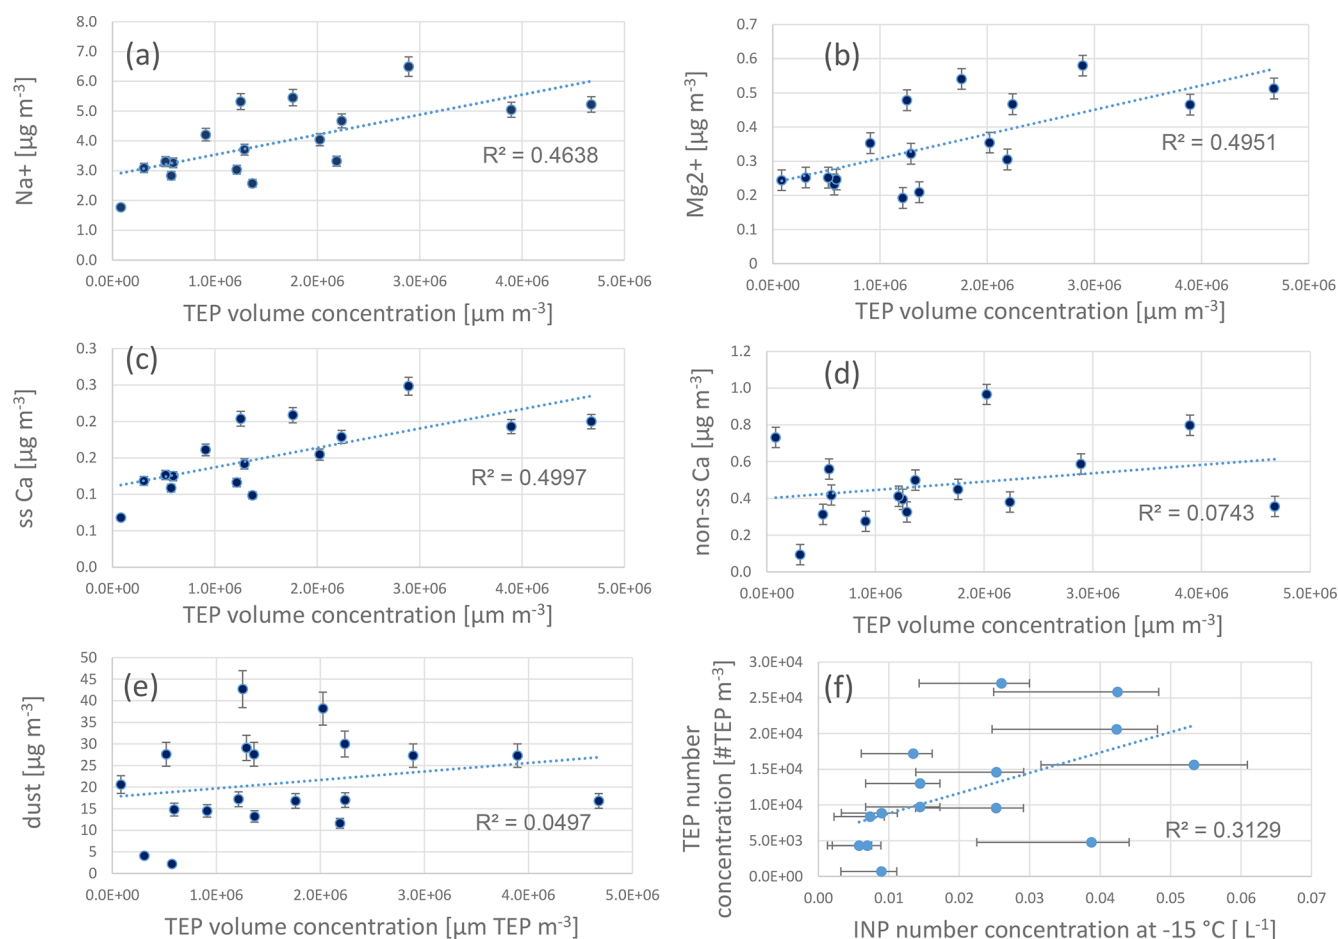 (a)
Na+ [µg m-3]
8.0
7.0
6.0
5.0
4.0
3.0
2.0
1.0
0.0
R² = 0.4638
0.0E+00 1.0E+06 2.0E+06 3.0E+06 4.0E+06 5.0E+06
TEP volume concentration [µm m-3]
(b)
Mg2+ [µg m-3]
0.7
0.6
0.5
0.4
0.3
0.2
0.1
0
R² = 0.4951
0.0E+00 1.0E+06 2.0E+06 3.0E+06 4.0E+06 5.0E+06
TEP volume concentration [µm m-3]
(c)
ss Ca [µg m-3]
0.3
0.3
0.2
0.2
0.1
0.1
0.0
R² = 0.4997
0.0E+00 1.0E+06 2.0E+06 3.0E+06 4.0E+06 5.0E+06
TEP volume concentration [µm m-3]
(d)
non-ss Ca [µg m-3]
1.2
1.0
0.8
0.6
0.4
0.2
0.0
R² = 0.0743
0.0E+00 1.0E+06 2.0E+06 3.0E+06 4.0E+06 5.0E+06
TEP volume concentration [µm m-3]
(e)
dust [µg m-3]
50
45
40
35
30
25
20
15
10
5
0
R² = 0.0497
0.0E+00 1.0E+06 2.0E+06 3.0E+06 4.0E+06 5.0E+06
TEP volume concentration [µm TEP m-3]
(f)
TEP number
concentration [#TEP m-3]
3.0E+04
2.5E+04
2.0E+04
1.5E+04
1.0E+04
5.0E+03
0.0E+00
R² = 0.3129
0.00 0.01 0.02 0.03 0.04 0.05 0.06 0.07
INP number concentration at -15 °C [ L-1]